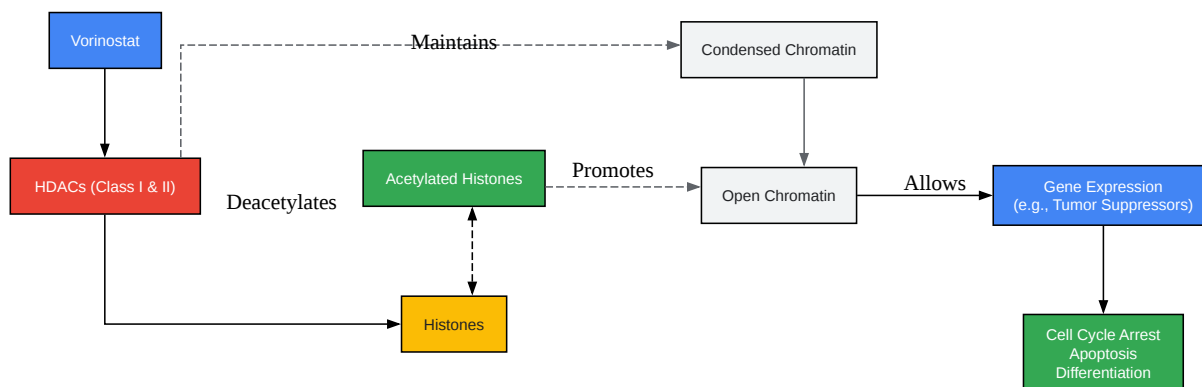 Vorinostat
Maintains
Condensed Chromatin
HDACs (Class I & II)
Deacetylates
Acetylated Histones
Promotes
Open Chromatin
Allows
Gene Expression
(e.g., Tumor Suppressors)
Histones
Cell Cycle Arrest
Apoptosis
Differentiation